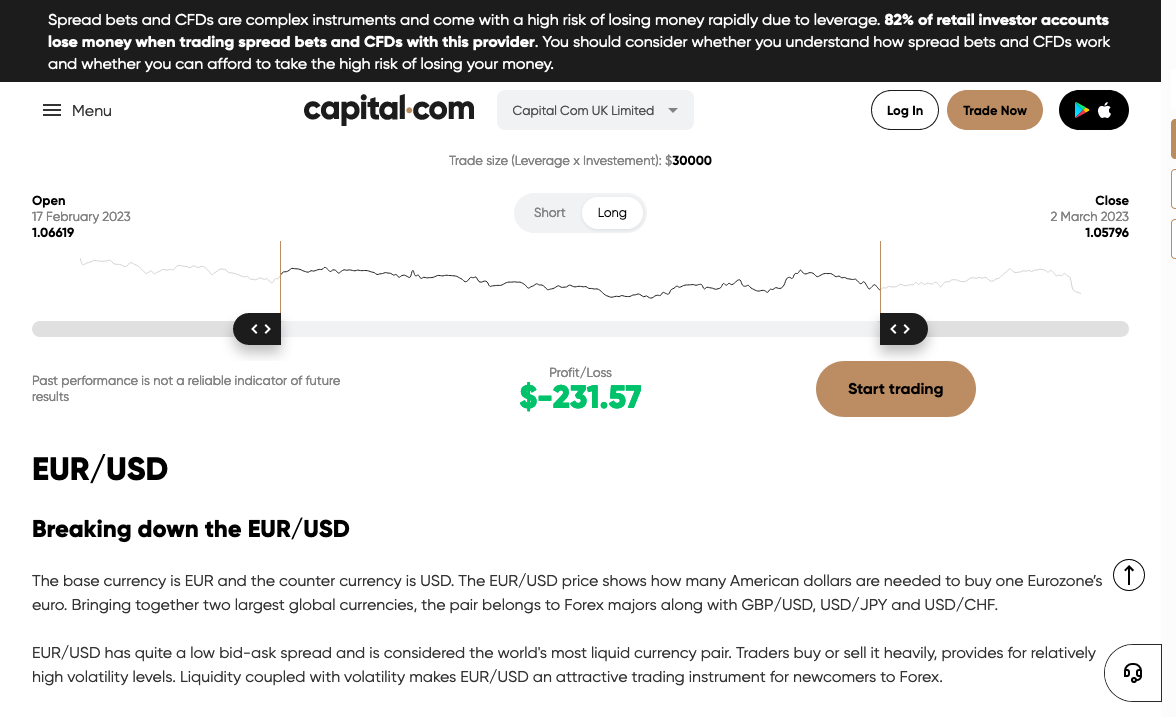 Spread bets and CFDs are complex instruments and come with a high risk of losing money rapidly due to leverage. 82% of retail investor accounts
lose money when trading spread bets and CFDs with this provider. You should consider whether you understand how spread bets and CFDs work
and whether you can afford to take the high risk of losing your money.
Menu
capital.com
Capital Com UK Limited
Log In
Trade Now
Trade size (Leverage x Investement): $30000
Open
17 February 2023
1.06619
Short
Long
Close
2 March 2023
1.05796
Past performance is not a reliable indicator of future
results
Profit/Loss
$-231.57
Start trading
EUR/USD
Breaking down the EUR/USD
The base currency is EUR and the counter currency is USD. The EUR/USD price shows how many American dollars are needed to buy one Eurozone’s
euro. Bringing together two largest global currencies, the pair belongs to Forex majors along with GBP/USD, USD/JPY and USD/CHF.
EUR/USD has quite a low bid-ask spread and is considered the world's most liquid currency pair. Traders buy or sell it heavily, provides for relatively
high volatility levels. Liquidity coupled with volatility makes EUR/USD an attractive trading instrument for newcomers to Forex.